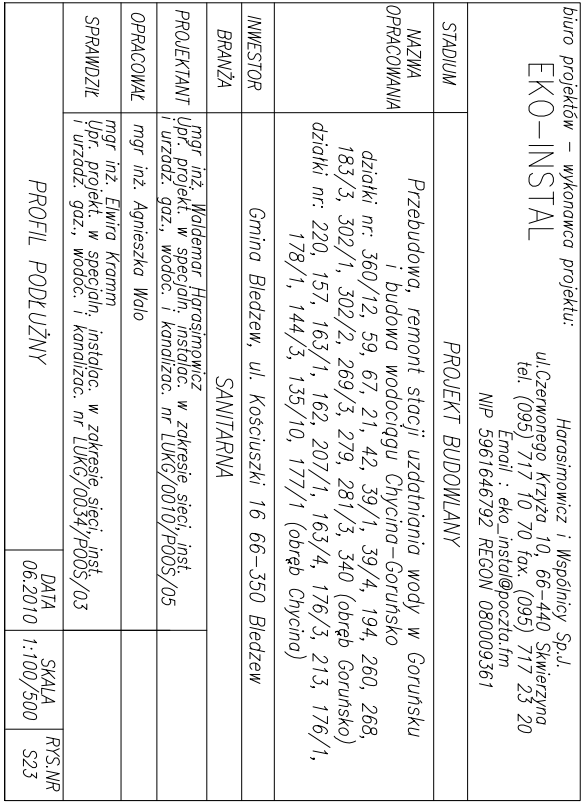 biuro projektów – wykonawca projektu:
EKO–INSTAL
Harasimowicz i Wspólnicy Sp.J.
ul.Czerwonego Krzyża 10, 66–440 Skwierzyna
tel. (095) 717 10 70 fax. (095) 717 23 20
Email : eko_instal@poczta.fm
NIP 5961646792 REGON 080009361
STADIUM
PROJEKT BUDOWLANY
NAZWA
OPRACOWANIA
Przebudowa, remont stacji uzdatniania wody w Goruńsku
i budowa wodociągu Chycina–Goruńsko
działki nr: 360/12, 59, 67, 21, 42, 39/1, 39/4, 194, 260, 268,
183/3, 302/1, 302/2, 269/3, 279, 281/3, 340 (obręb Goruńsko)
działki nr: 220, 157, 163/1, 162, 207/1, 163/4, 176/3, 213, 176/1,
178/1, 144/3, 135/10, 177/1 (obręb Chycina)
INWESTOR
Gmina Bledzew, ul. Kościuszki 16 66–350 Bledzew
BRANŻA
SANITARNA
PROJEKTANT
mgr inż. Waldemar Harasimowicz
Upr. projekt. w specjaln. instalac. w zakresie sieci, inst.
i urządz. gaz., wodoc. i kanalizac. nr LUKG/0010/POOS/05
OPRACOWAŁ
mgr inż. Agnieszka Walo
SPRAWDZIŁ
mgr inż. Elwira Kramm
Upr. projekt. w specjaln. instalac. w zakresie sieci, inst.
i urządz. gaz., wodoc. i kanalizac. nr LUKG/0034/POOS/03
PROFIL PODŁUŻNY
DATA
06.2010
SKALA
1:100/500
RYS.NR
S23